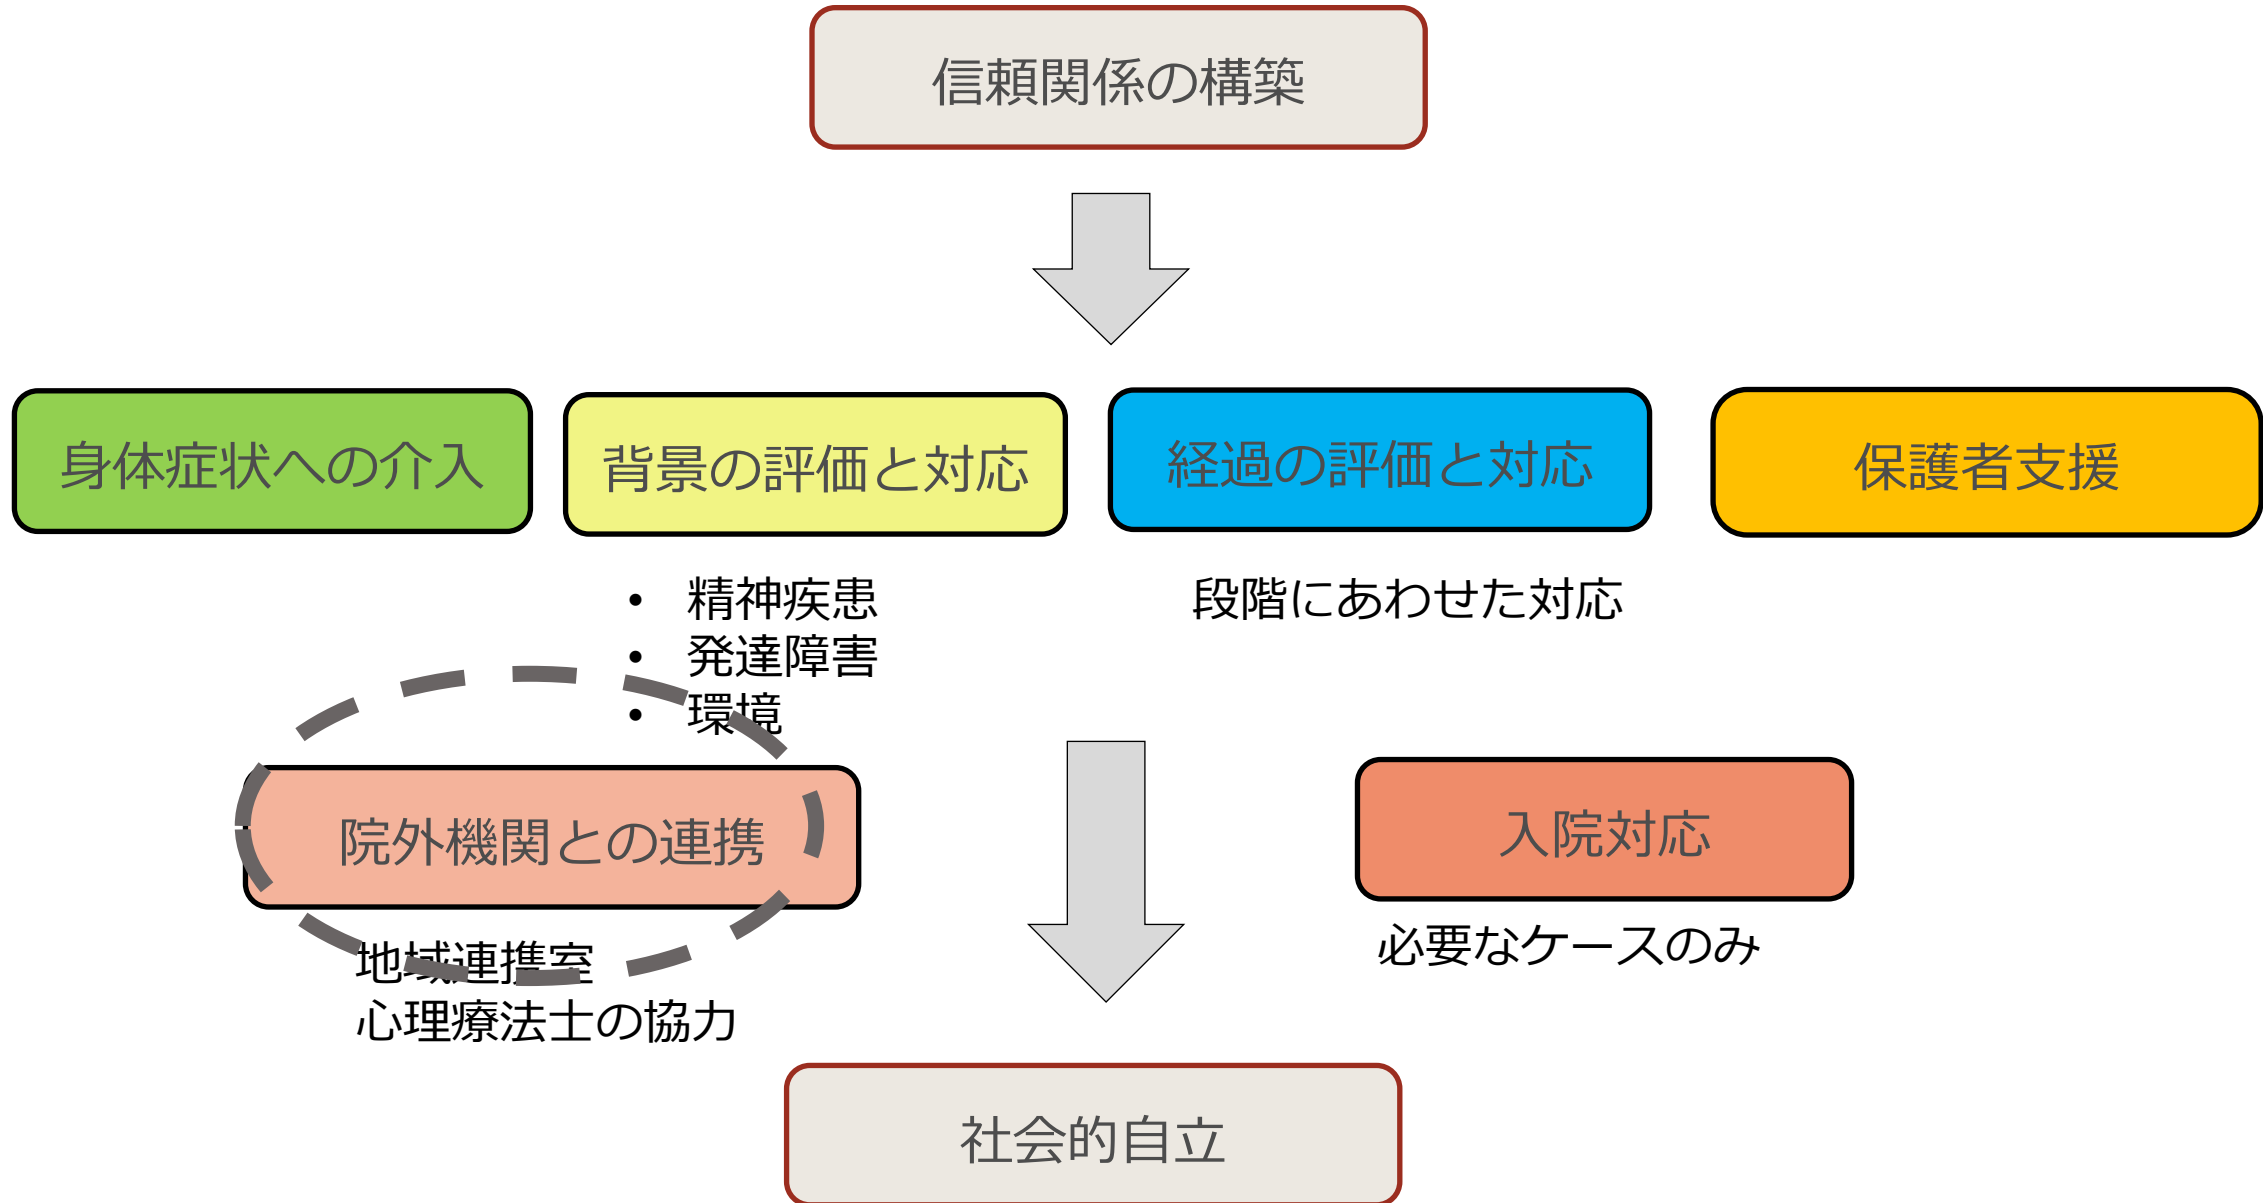 信頼関係の構築
身体症状への介入
背景の評価と対応
経過の評価と対応
保護者支援
• 精神疾患
• 発達障害
• 環境
段階にあわせた対応
院外機関との連携
地域連携室
心理療法士の協力
入院対応
必要なケースのみ
社会的自立